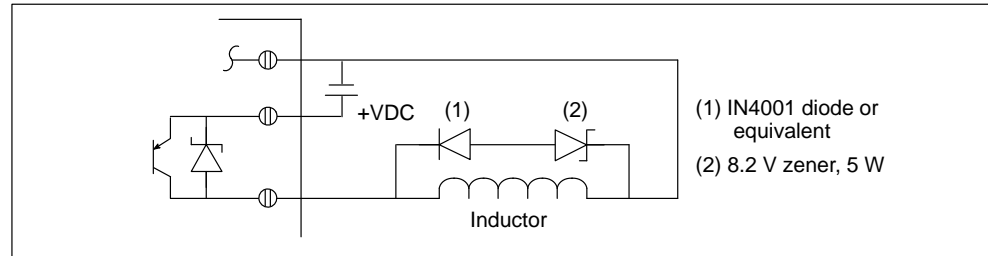 +VDC
(1)
(2)
Inductor
(1) IN4001 diode or
equivalent
(2) 8.2 V zener, 5 W